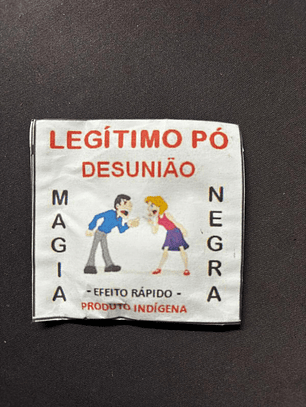 LEGÍTIMO PÓ
DESUNIÃO
MAGIA
NEGRA
- EFEITO RÁPIDO -
PRODUTO INDÍGENA